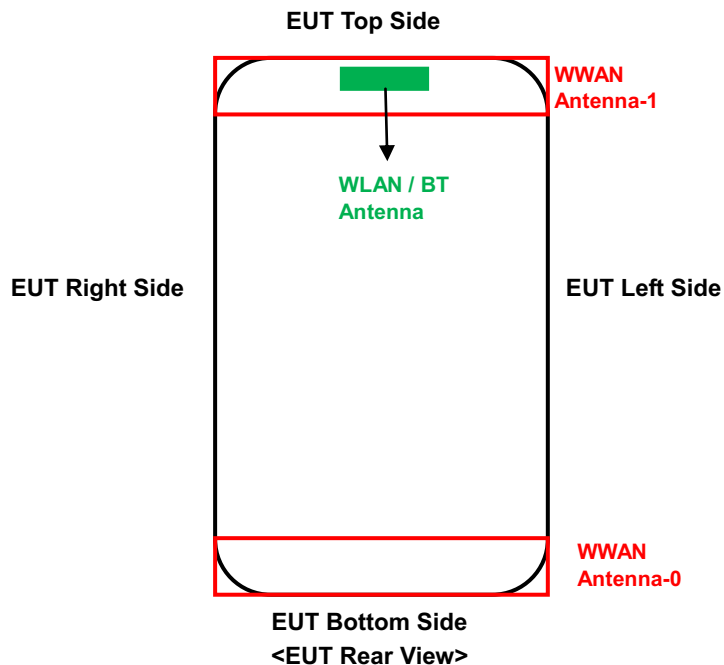 EUT Top Side
WWAN
Antenna-1
WLAN / BT
Antenna
EUT Right Side
EUT Left Side
WWAN
Antenna-0
EUT Bottom Side
<EUT Rear View>